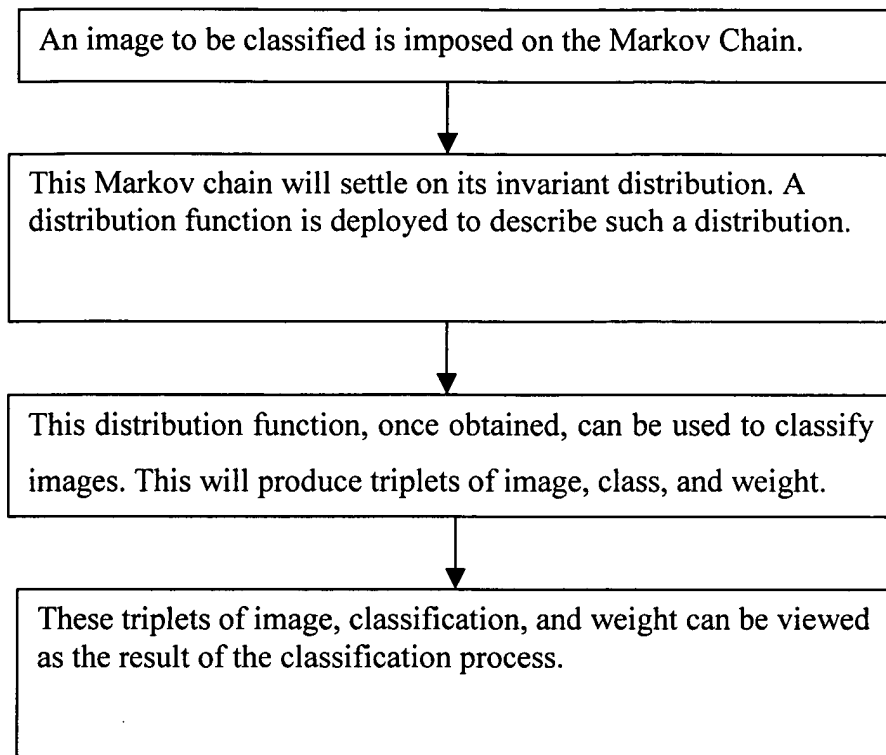 An image to be classified is imposed on the Markov Chain.
This Markov chain will settle on its invariant distribution. A
distribution function is deployed to describe such a distribution.
This distribution function, once obtained, can be used to classify
images. This will produce triplets of image, class, and weight.
These triplets of image, classification, and weight can be viewed
as the result of the classification process.